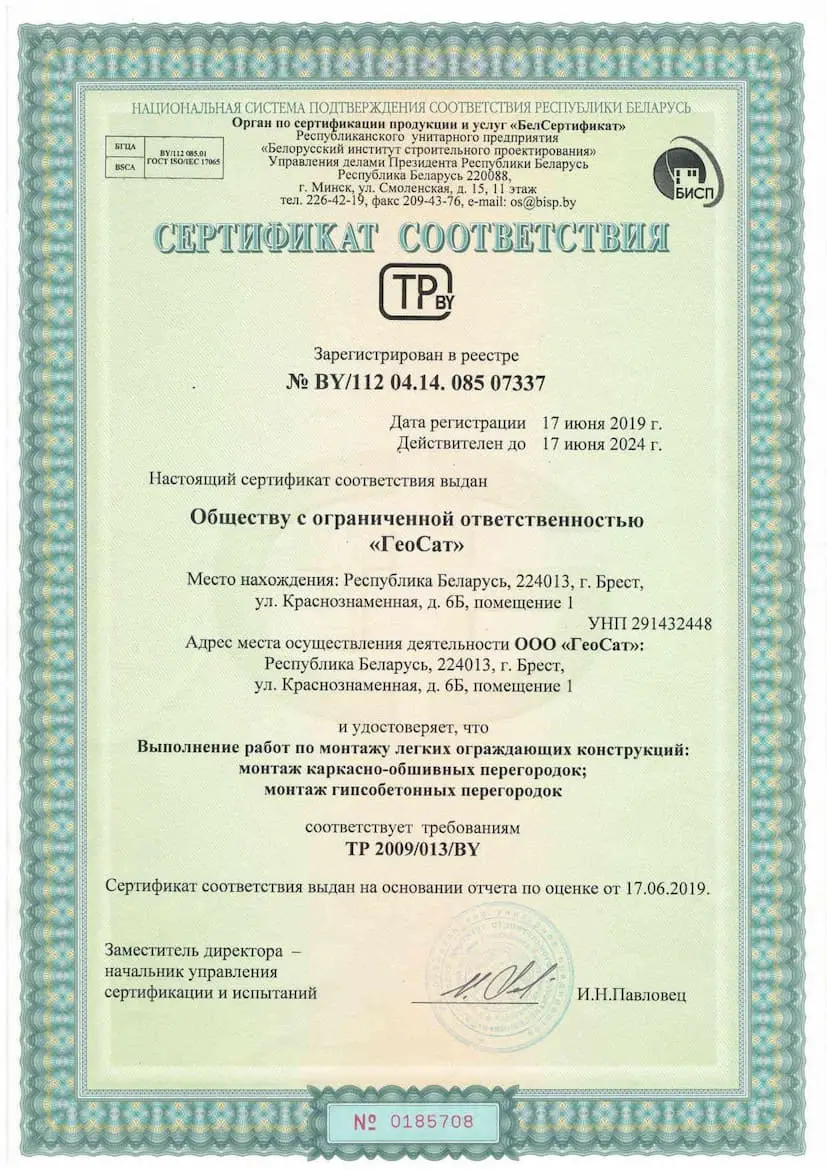 НАЦИОНАЛЬНАЯ СИСТЕМА ПОДТВЕРЖДЕНИЯ СООТВЕТСТВИЯ РЕСПУБЛИКИ БЕЛАРУСЬ
Орган по сертификации продукции и услуг «БелСертификат»
Республиканского унитарного предприятия
«Белорусский институт строительного проектирования»
Управления делами Президента Республики Беларусь
Республика Беларусь 220088,
г. Минск, ул. Смоленская, д. 15, 11 этаж
тел. 226-42-19, факс 209-43-76, e-mail: os@bisp.by
БГЦА
BSCA
BY/112 085.01
ГОСТ ISO/IEC 17065
БИСП
СЕРТИФИКАТ СООТВЕТСТВИЯ
ТР BY
Зарегистрирован в реестре
№ BY/112 04.14. 085 07337
Дата регистрации 17 июня 2019 г.
Действителен до 17 июня 2024 г.
Настоящий сертификат соответствия выдан
Обществу с ограниченной ответственностью
«ГеоСат»
Место нахождения: Республика Беларусь, 224013, г. Брест,
ул. Краснознаменная, д. 6Б, помещение 1
УНП 291432448
Адрес места осуществления деятельности ООО «ГеоСат»:
Республика Беларусь, 224013, г. Брест,
ул. Краснознаменная, д. 6Б, помещение 1
и удостоверяет, что
Выполнение работ по монтажу легких ограждающих конструкций:
монтаж каркасно-обшивных перегородок;
монтаж гипсобетонных перегородок
соответствует требованиям
ТР 2009/013/BY
Сертификат соответствия выдан на основании отчета по оценке от 17.06.2019.
Заместитель директора –
начальник управления
сертификации и испытаний
И.Н.Павловец
№ 0185708